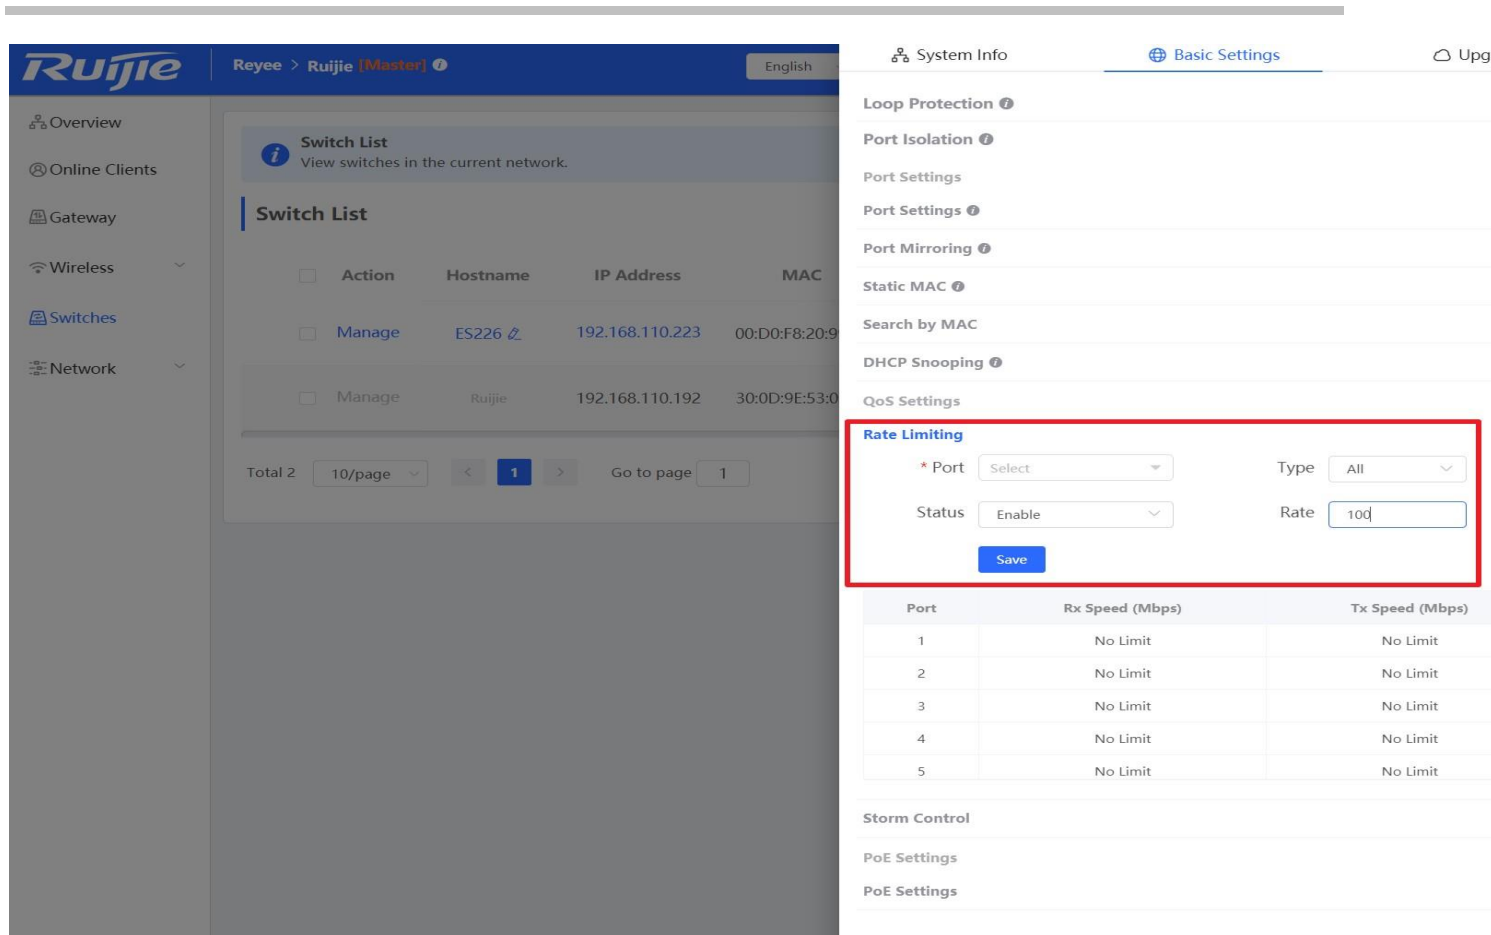 Ruijie
Reyee > Ruijie [Master]
English
Overview
Online Clients
Gateway
Wireless
Switches
Network
Switch List
View switches in the current network.
Switch List
Action Hostname IP Address MAC
Manage ES226 192.168.110.223 00:D0:F8:20:9
Manage Ruijie 192.168.110.192 30:0D:9E:53:0
Total 2 10/page < 1 > Go to page 1
System Info Basic Settings Upg
Loop Protection
Port Isolation
Port Settings
Port Settings
Port Mirroring
Static MAC
Search by MAC
DHCP Snooping
QoS Settings
Rate Limiting
* Port Select Type All
Status Enable Rate 100
Save
Port Rx Speed (Mbps) Tx Speed (Mbps)
1 No Limit No Limit
2 No Limit No Limit
3 No Limit No Limit
4 No Limit No Limit
5 No Limit No Limit
Storm Control
PoE Settings
PoE Settings